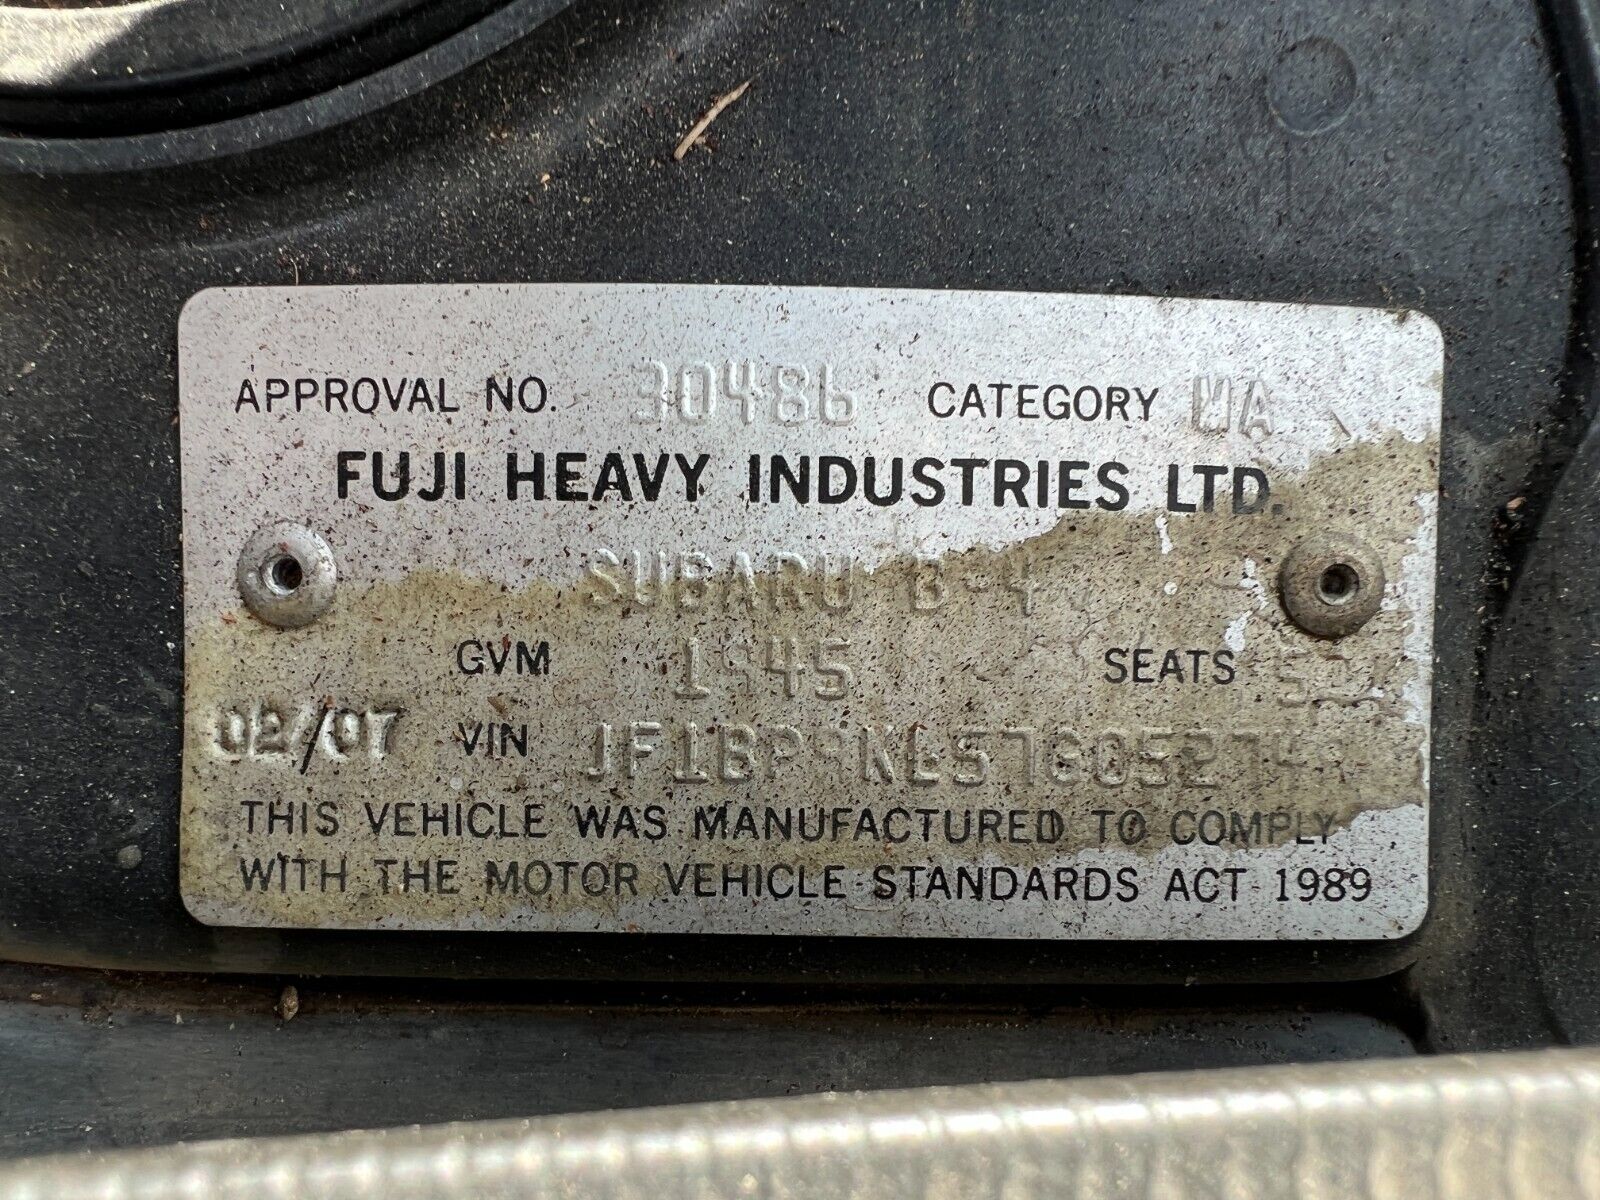 APPROVAL NO. 30486 CATEGORY MA
FUJI HEAVY INDUSTRIES LTD.
SUBARU B-4
GVM 1945 SEATS
02/07 VIN
THIS VEHICLE WAS MANUFACTURED TO COMPLY
WITH THE MOTOR VEHICLE STANDARDS ACT 1989